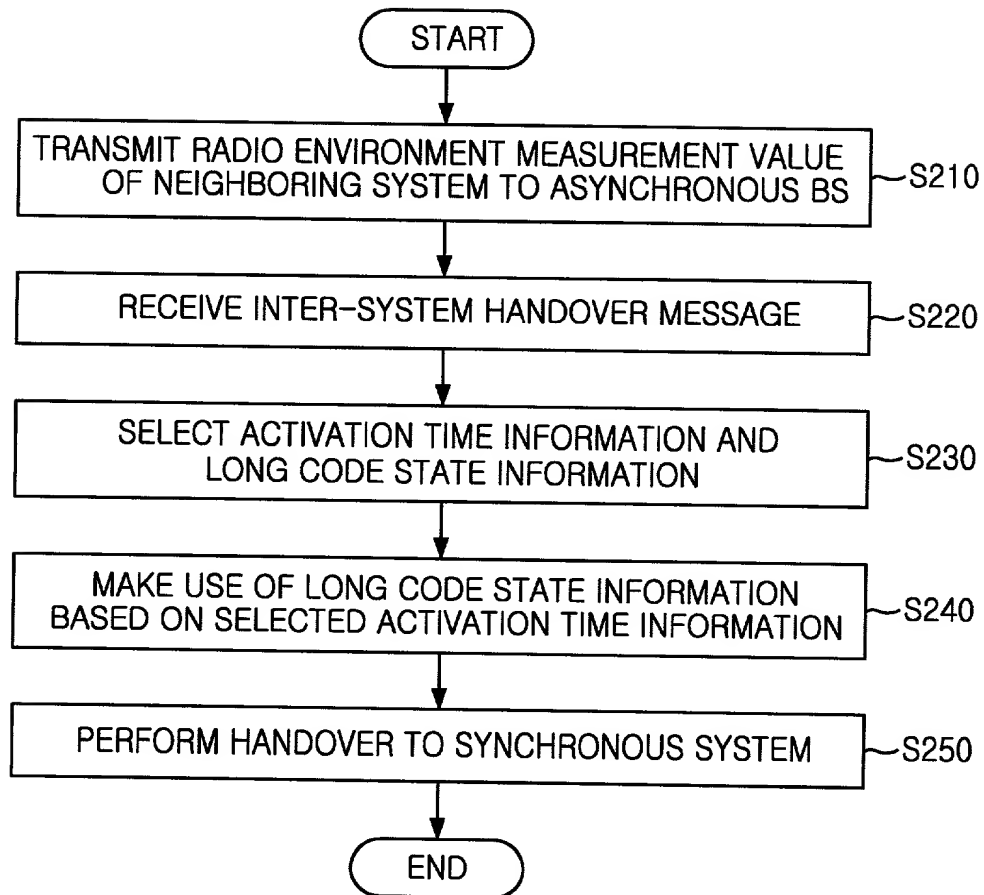 START
TRANSMIT RADIO ENVIRONMENT MEASUREMENT VALUE
OF NEIGHBORING SYSTEM TO ASYNCHRONOUS BS
S210
RECEIVE INTER-SYSTEM HANDOVER MESSAGE
S220
SELECT ACTIVATION TIME INFORMATION AND
LONG CODE STATE INFORMATION
S230
MAKE USE OF LONG CODE STATE INFORMATION
BASED ON SELECTED ACTIVATION TIME INFORMATION
S240
PERFORM HANDOVER TO SYNCHRONOUS SYSTEM
S250
END